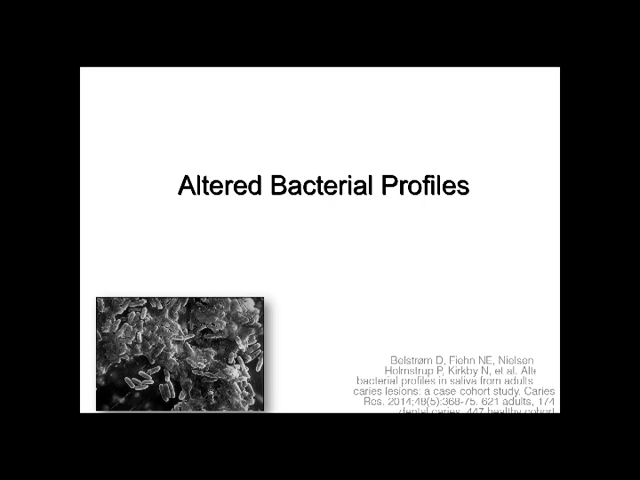 Altered Bacterial Profiles
Belstrøm D, Fiehn NE, Nielsen
Holmstrup P, Kirkby N, et al. Alte
bacterial profiles in saliva from adults
caries lesions: a case cohort study. Caries
Res. 2014;48(5):368-75. 621 adults, 174
dental caries, 447 healthy cohort